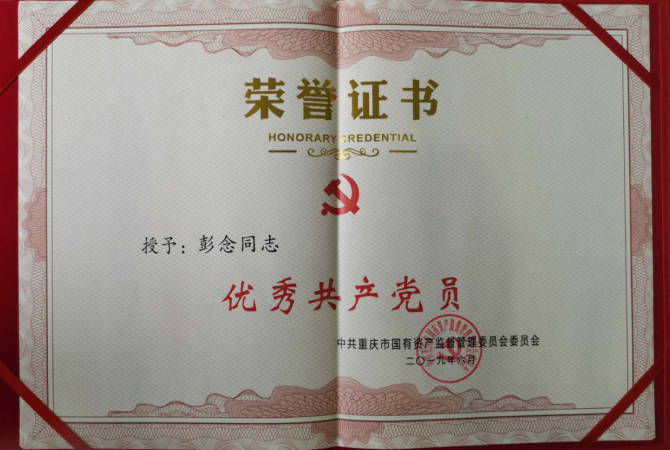 荣誉证书
HONORARY CREDENTIAL
授予：彭念同志
优秀共产党员
中共重庆市国有资产监督管理委员会委员会
二〇一九年六月